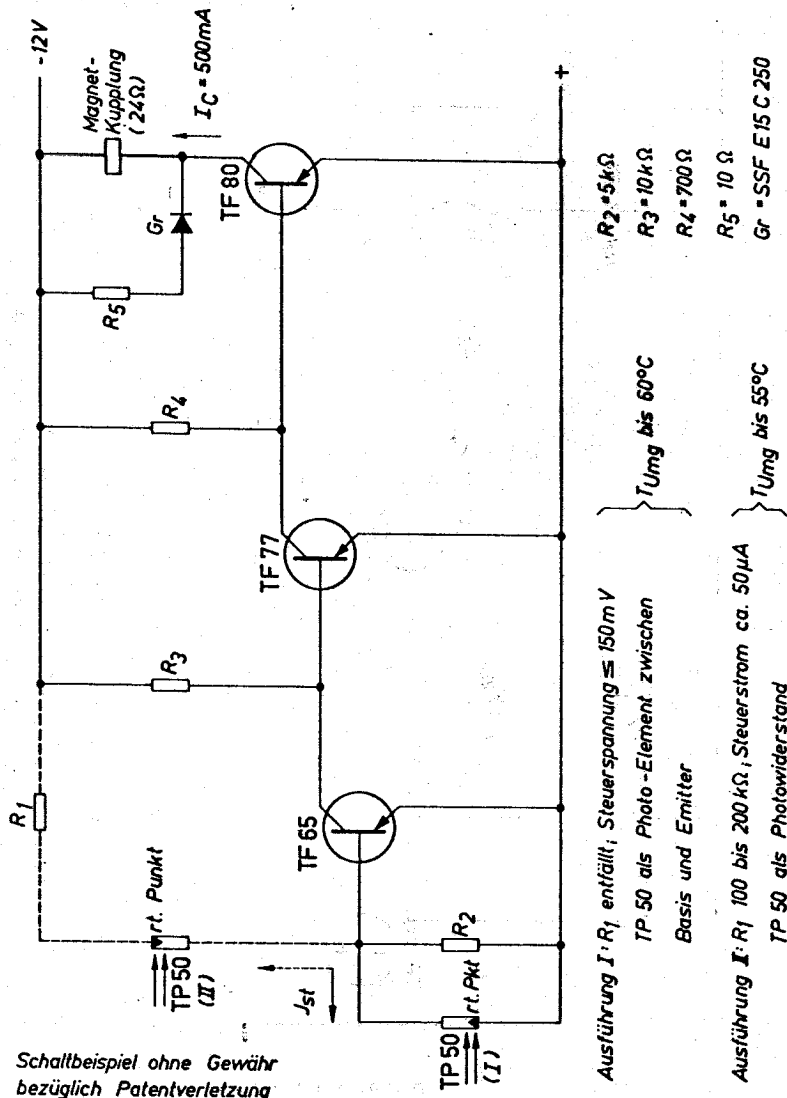 -12V
Magnet-
Kupplung
(24Ω)
I_C = 500mA
R1
R3
R4
R5
Gr
rt. Punkt
TP 50
(II)
J_st
TF 65
TF 77
TF 80
R2
TP 50
rt. Pkt
(I)
+
Ausführung I: R1 entfällt; Steuerspannung ≤ 150mV
TP 50 als Photo-Element zwischen
Basis und Emitter
T_Umg bis 60°C
Ausführung II: R1 100 bis 200 kΩ; Steuerstrom ca. 50µA
TP 50 als Photowiderstand
T_Umg bis 55°C
R2 = 5kΩ
R3 = 10kΩ
R4 = 700 Ω
R5 = 10 Ω
Gr = SSF E 15 C 250
Schaltbeispiel ohne Gewähr
bezüglich Patentverletzung